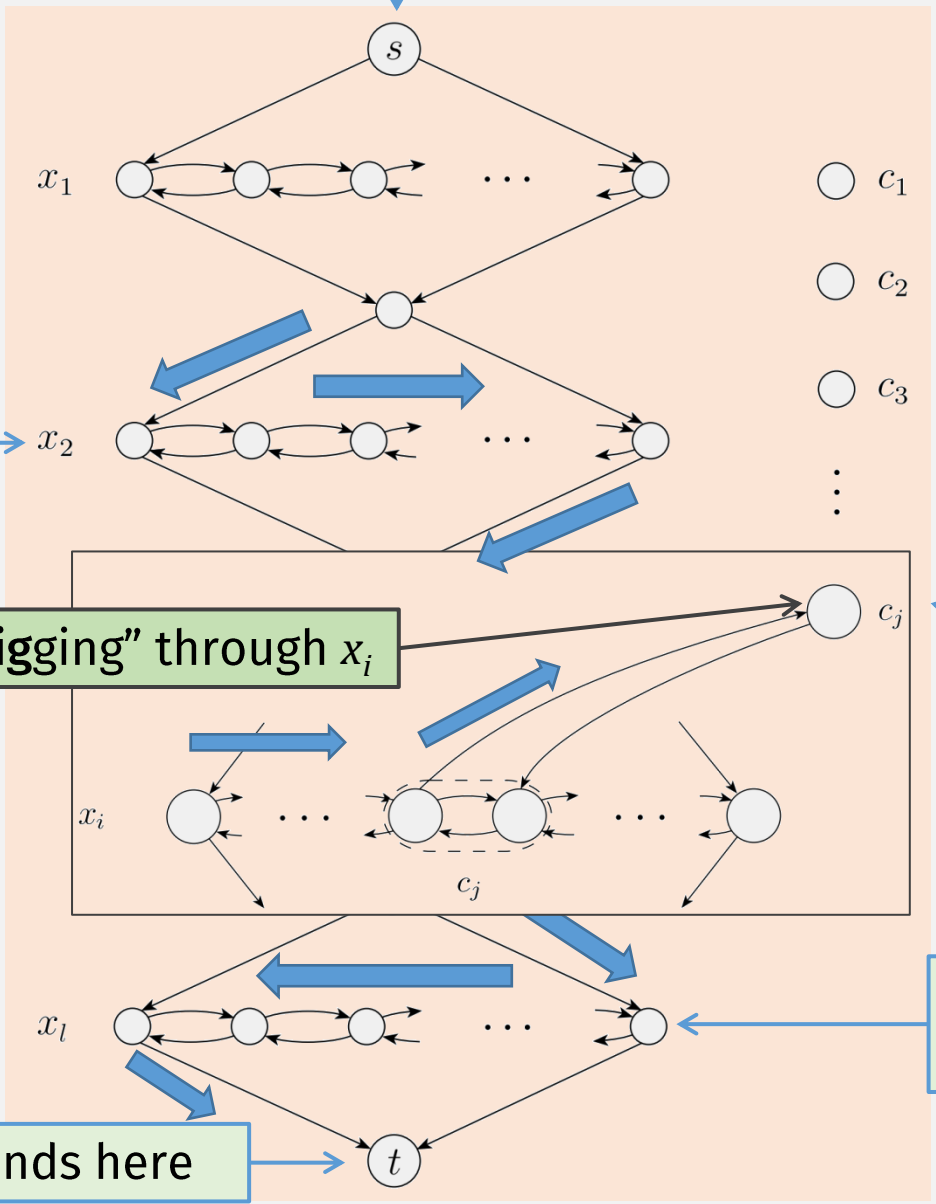 s
x₁
c₁
c₂
c₃
x₂
cⱼ
igging” through xᵢ
xᵢ
cⱼ
xₗ
nds here
t